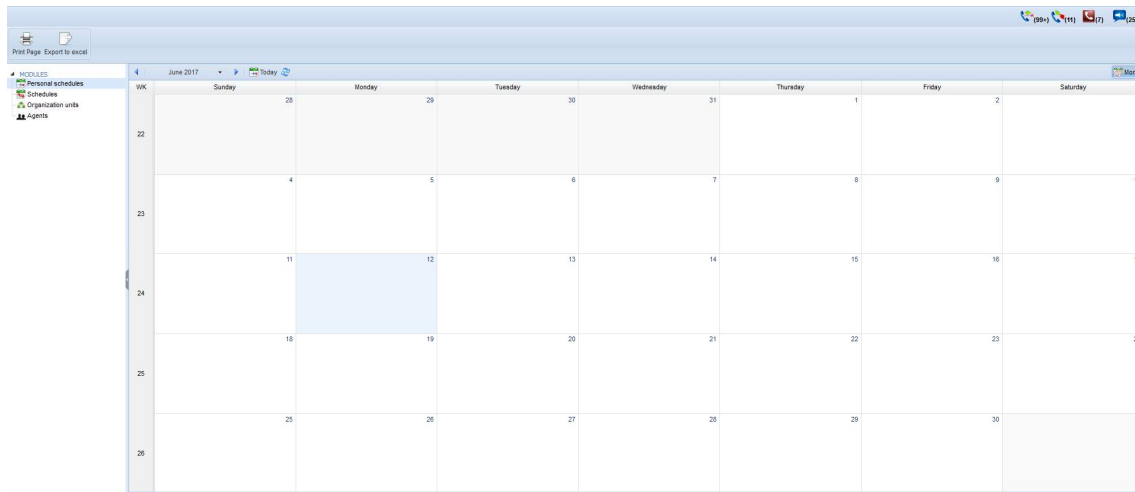 (99+) (11) (7) (25
Print Page Export to excel
MODULES
Personal schedules
Schedules
Organization units
Agents
June 2017 Today Mon
WK Sunday Monday Tuesday Wednesday Thursday Friday Saturday
28 29 30 31 1 2
22
4 5 6 7 8 9
23
11 12 13 14 15 16
24
18 19 20 21 22 23
25
25 26 27 28 29 30
26